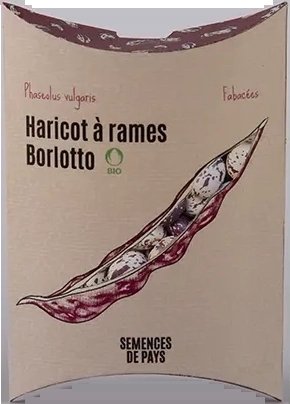 Phaseolus vulgaris
Fabacées
Haricot à rames
Borlotto
BIO
SEMENCES
DE PAYS